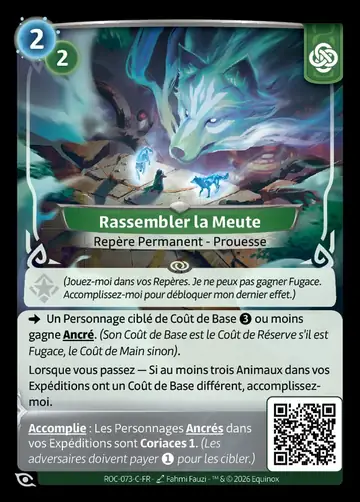 2
2
Rassembler la Meute
Repère Permanent - Prouesse
(Jouez-moi dans vos Repères. Je ne peux pas gagner Fugace.
Accomplissez-moi pour débloquer mon dernier effet.)
➜ Un Personnage ciblé de Coût de Base ❸ ou moins
gagne Ancré. (Son Coût de Base est le Coût de Réserve s'il est
Fugace, le Coût de Main sinon).
Lorsque vous passez — Si au moins trois Animaux dans vos
Expéditions ont un Coût de Base différent, accomplissez-
moi.
Accomplie : Les Personnages Ancrés dans
vos Expéditions sont Coriaces 1. (Les
adversaires doivent payer ❶ pour les cibler.)
ROC-073-C-FR - Fahmi Fauzi - ™ & © 2026 Equinox